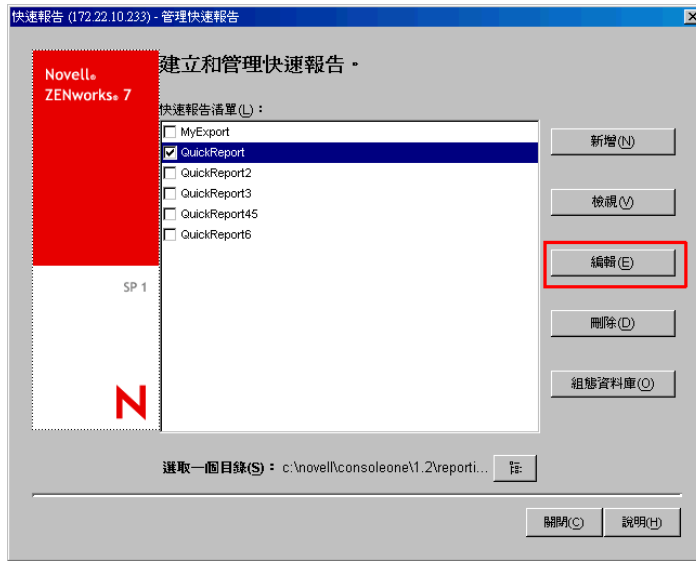 快速報告 (172.22.10.233) - 管理快速報告
Novell®
ZENworks® 7
SP 1
N
建立和管理快速報告。
快速報告清單(L)：
MyExport
QuickReport
QuickReport2
QuickReport3
QuickReport45
QuickReport6
新增(N)
檢視(V)
編輯(E)
刪除(D)
組態資料庫(O)
選取一個目錄(S)：c:\novell\consoleone\1.2\reporti...
關閉(C)
說明(H)